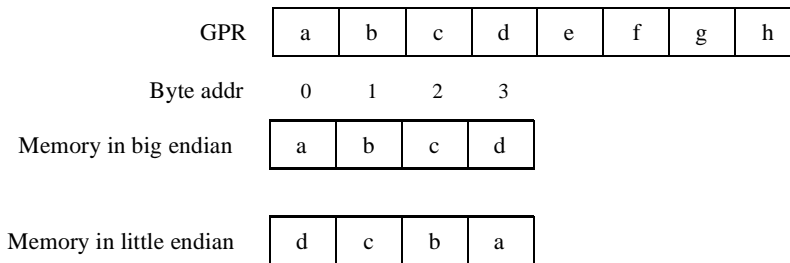 GPR a b c d e f g h
Byte addr 0 1 2 3
Memory in big endian a b c d
Memory in little endian d c b a